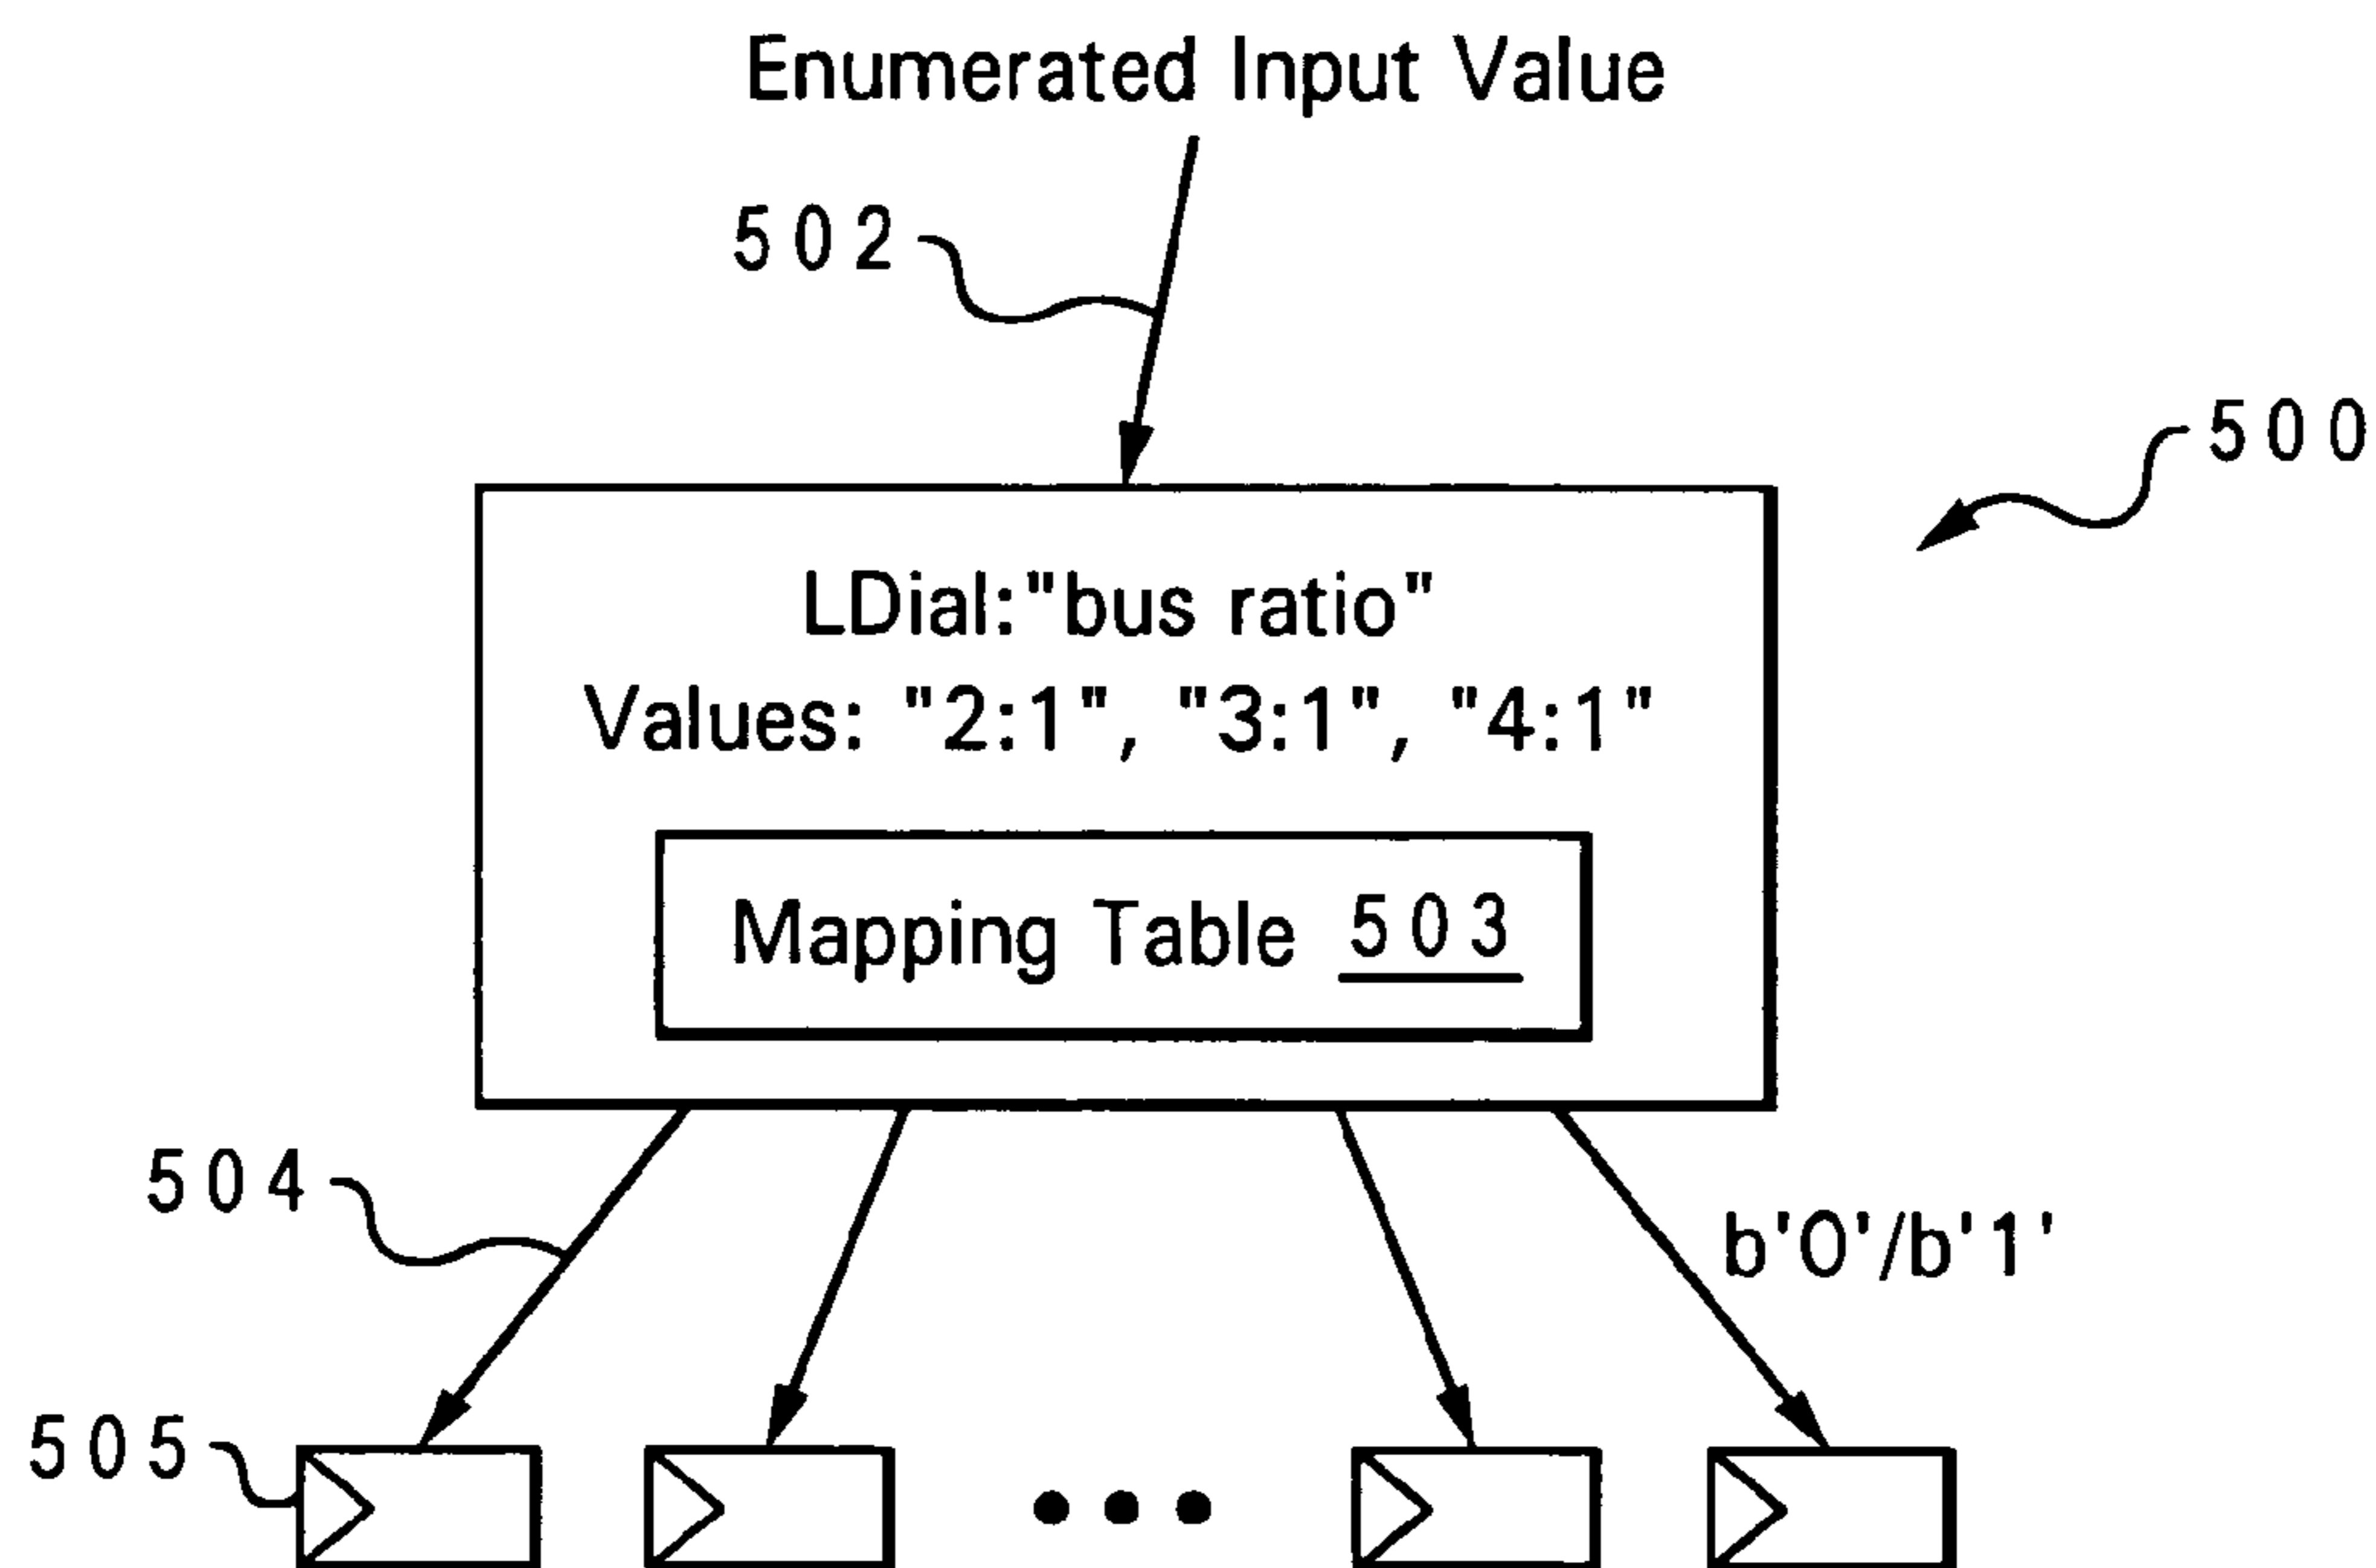 Enumerated Input Value
502
500
LDial:"bus ratio"
Values: "2:1", "3:1", "4:1"
Mapping Table 503
504
b'0'/b'1'
505